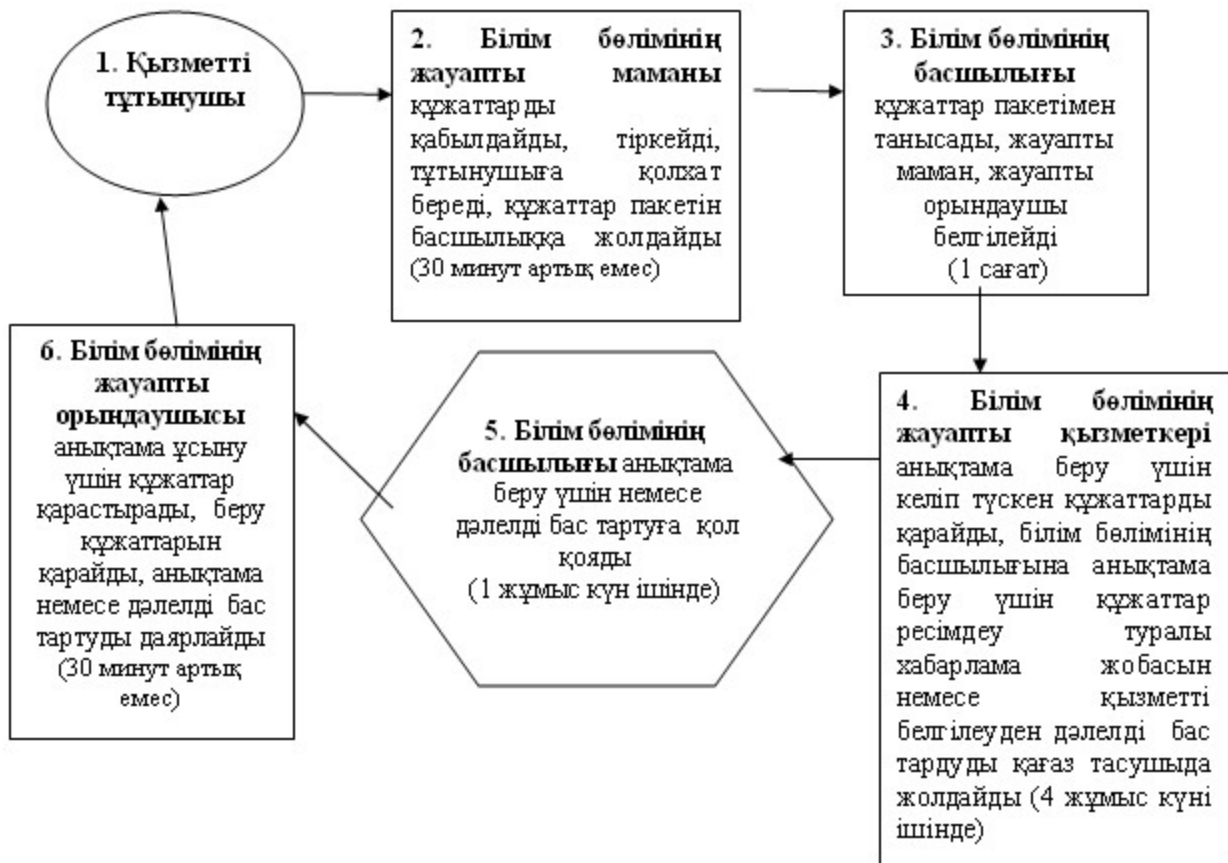 1. Қызметті
тұтынушы
2. Білім бөлімінің
жауапты маманы
құжаттарды
қабылдайды, тіркейді,
тұтынушыға қолхат
береді, құжаттар пакетін
басшылыққа жолдайды
(30 минут артық емес)
3. Білім бөлімінің
басшылығы
құжаттар пакетімен
танысады, жауапты
маман, жауапты
орындаушы
белгілейді
(1 сағат)
4. Білім бөлімінің
жауапты қызметкері
анықтама беру үшін
келіп түскен құжаттарды
қарайды, білім бөлімінің
басшылығына анықтама
беру үшін құжаттар
ресімдеу туралы
хабарлама жобасын
немесе қызметті
белгілеуден дәлелді бас
тардуды қағаз тасушыда
жолдайды (4 жұмыс күні
ішінде)
5. Білім бөлімінің
басшылығы анықтама
беру үшін немесе
дәлелді бас тартуға қол
қояды
(1 жұмыс күн ішінде)
6. Білім бөлімінің
жауапты
орындаушысы
анықтама ұсыну
үшін құжаттар
қарастырады, беру
құжаттарын
қарайды, анықтама
немесе дәлелді бас
тартуды даярлайды
(30 минут артық
емес)